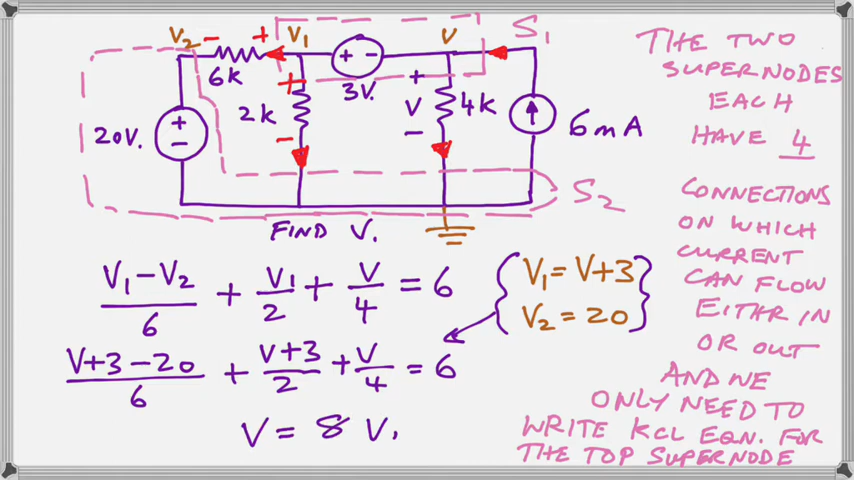 V₂ - + V₁ V S₁
6k + + - +
20V. + - 2k - 3V. V - 4k 6mA
S₂
FIND V.
V₁-V₂/6 + V₁/2 + V/4 = 6
V₁ = V+3
V₂ = 20
V+3-20/6 + V+3/2 + V/4 = 6
V = 8 V.
THE TWO
SUPERNODES
EACH
HAVE 4
CONNECTIONS
ON WHICH
CURRENT
CAN FLOW
EITHR IN
OR OUT
AND WE
ONLY NEED TO
WRITE KCL EQN. FOR
THE TOP SUPERNODE